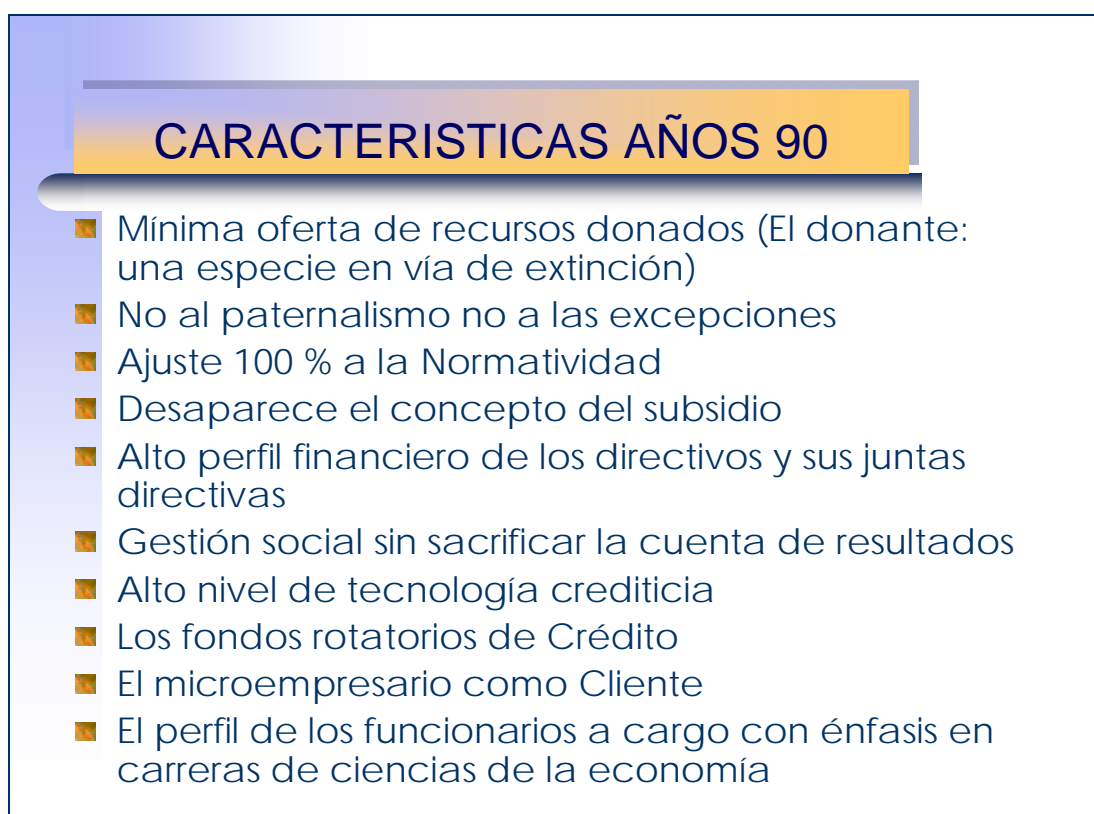 CARACTERISTICAS AÑOS 90
Mínima oferta de recursos donados (El donante:
una especie en vía de extinción)
No al paternalismo no a las excepciones
Ajuste 100 % a la Normatividad
Desaparece el concepto del subsidio
Alto perfil financiero de los directivos y sus juntas
directivas
Gestión social sin sacrificar la cuenta de resultados
Alto nivel de tecnología crediticia
Los fondos rotatorios de Crédito
El microempresario como Cliente
El perfil de los funcionarios a cargo con énfasis en
carreras de ciencias de la economía